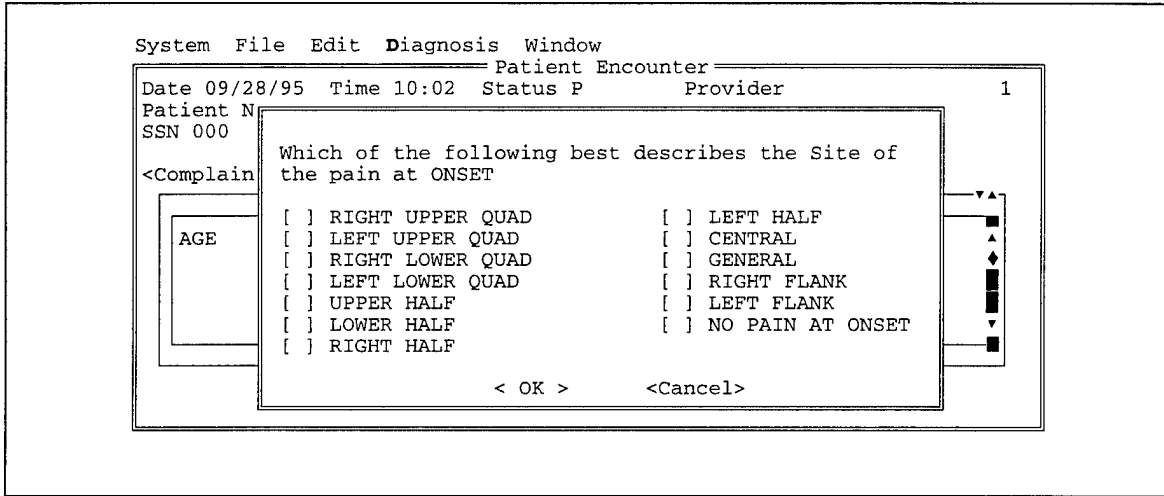 System File Edit Diagnosis Window
Patient Encounter
Date 09/28/95 Time 10:02 Status P Provider 1
Patient N
SSN 000
<Complain
Which of the following best describes the Site of
the pain at ONSET
AGE
[ ] RIGHT UPPER QUAD
[ ] LEFT UPPER QUAD
[ ] RIGHT LOWER QUAD
[ ] LEFT LOWER QUAD
[ ] UPPER HALF
[ ] LOWER HALF
[ ] RIGHT HALF
[ ] LEFT HALF
[ ] CENTRAL
[ ] GENERAL
[ ] RIGHT FLANK
[ ] LEFT FLANK
[ ] NO PAIN AT ONSET
< OK > <Cancel>